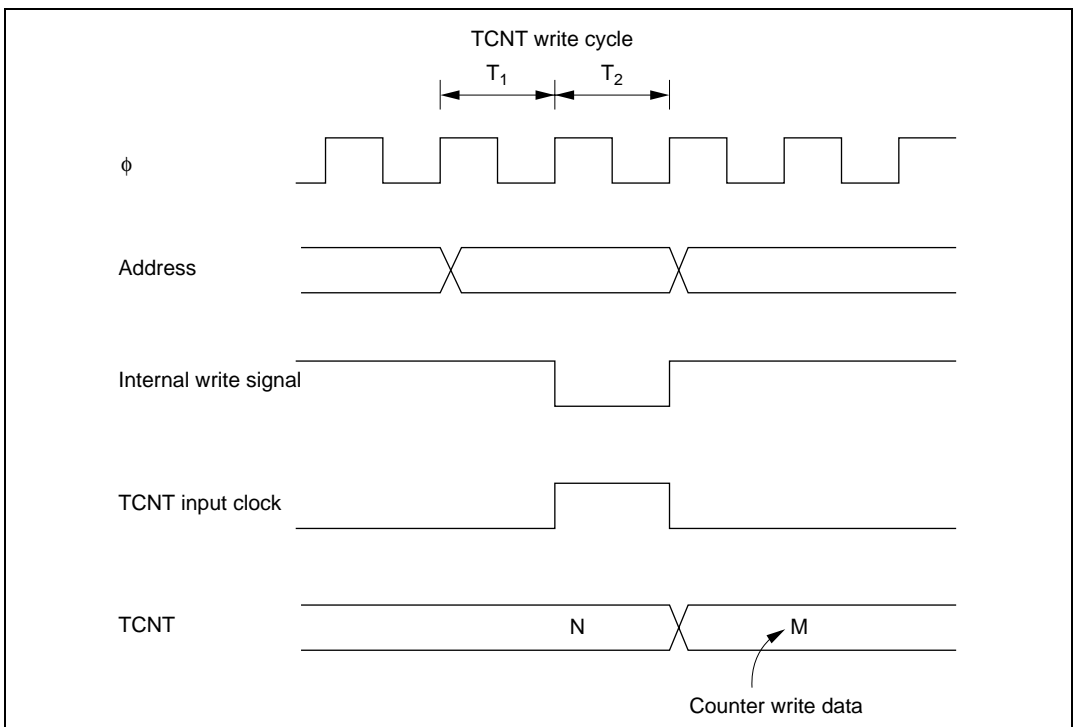 TCNT write cycle
T1 T2
ϕ
Address
Internal write signal
TCNT input clock
TCNT N M
Counter write data